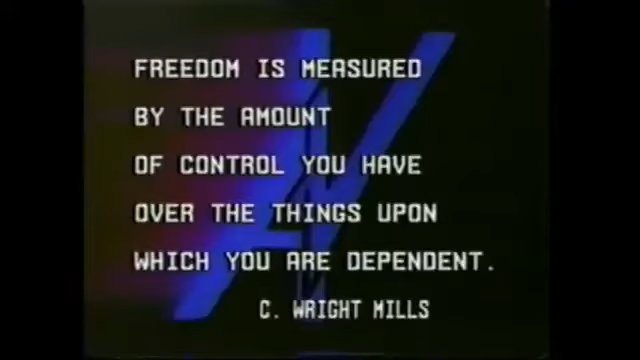 FREEDOM IS MEASURED
BY THE AMOUNT
OF CONTROL YOU HAVE
OVER THE THINGS UPON
WHICH YOU ARE DEPENDENT.
C. WRIGHT MILLS